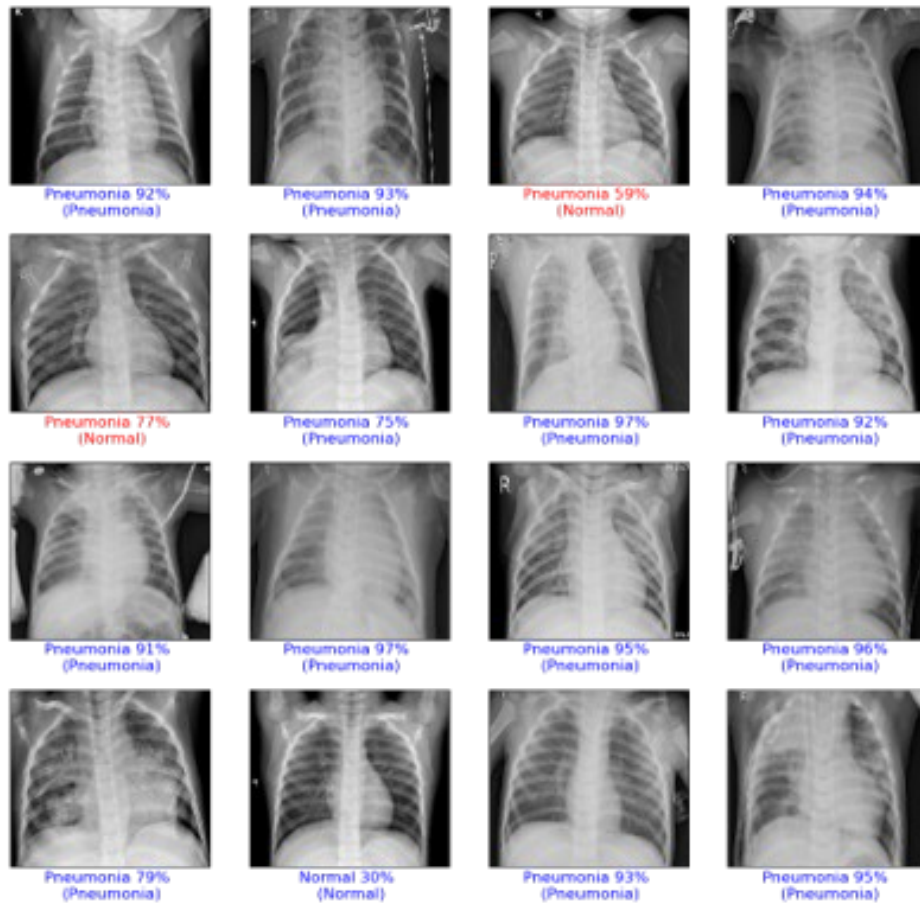 Pneumonia 92%
(Pneumonia)
Pneumonia 93%
(Pneumonia)
Pneumonia 59%
(Normal)
Pneumonia 94%
(Pneumonia)
Pneumonia 77%
(Normal)
Pneumonia 75%
(Pneumonia)
Pneumonia 97%
(Pneumonia)
Pneumonia 92%
(Pneumonia)
Pneumonia 91%
(Pneumonia)
Pneumonia 97%
(Pneumonia)
R
Pneumonia 95%
(Pneumonia)
Pneumonia 96%
(Pneumonia)
Pneumonia 79%
(Pneumonia)
Normal 30%
(Normal)
Pneumonia 93%
(Pneumonia)
Pneumonia 95%
(Pneumonia)